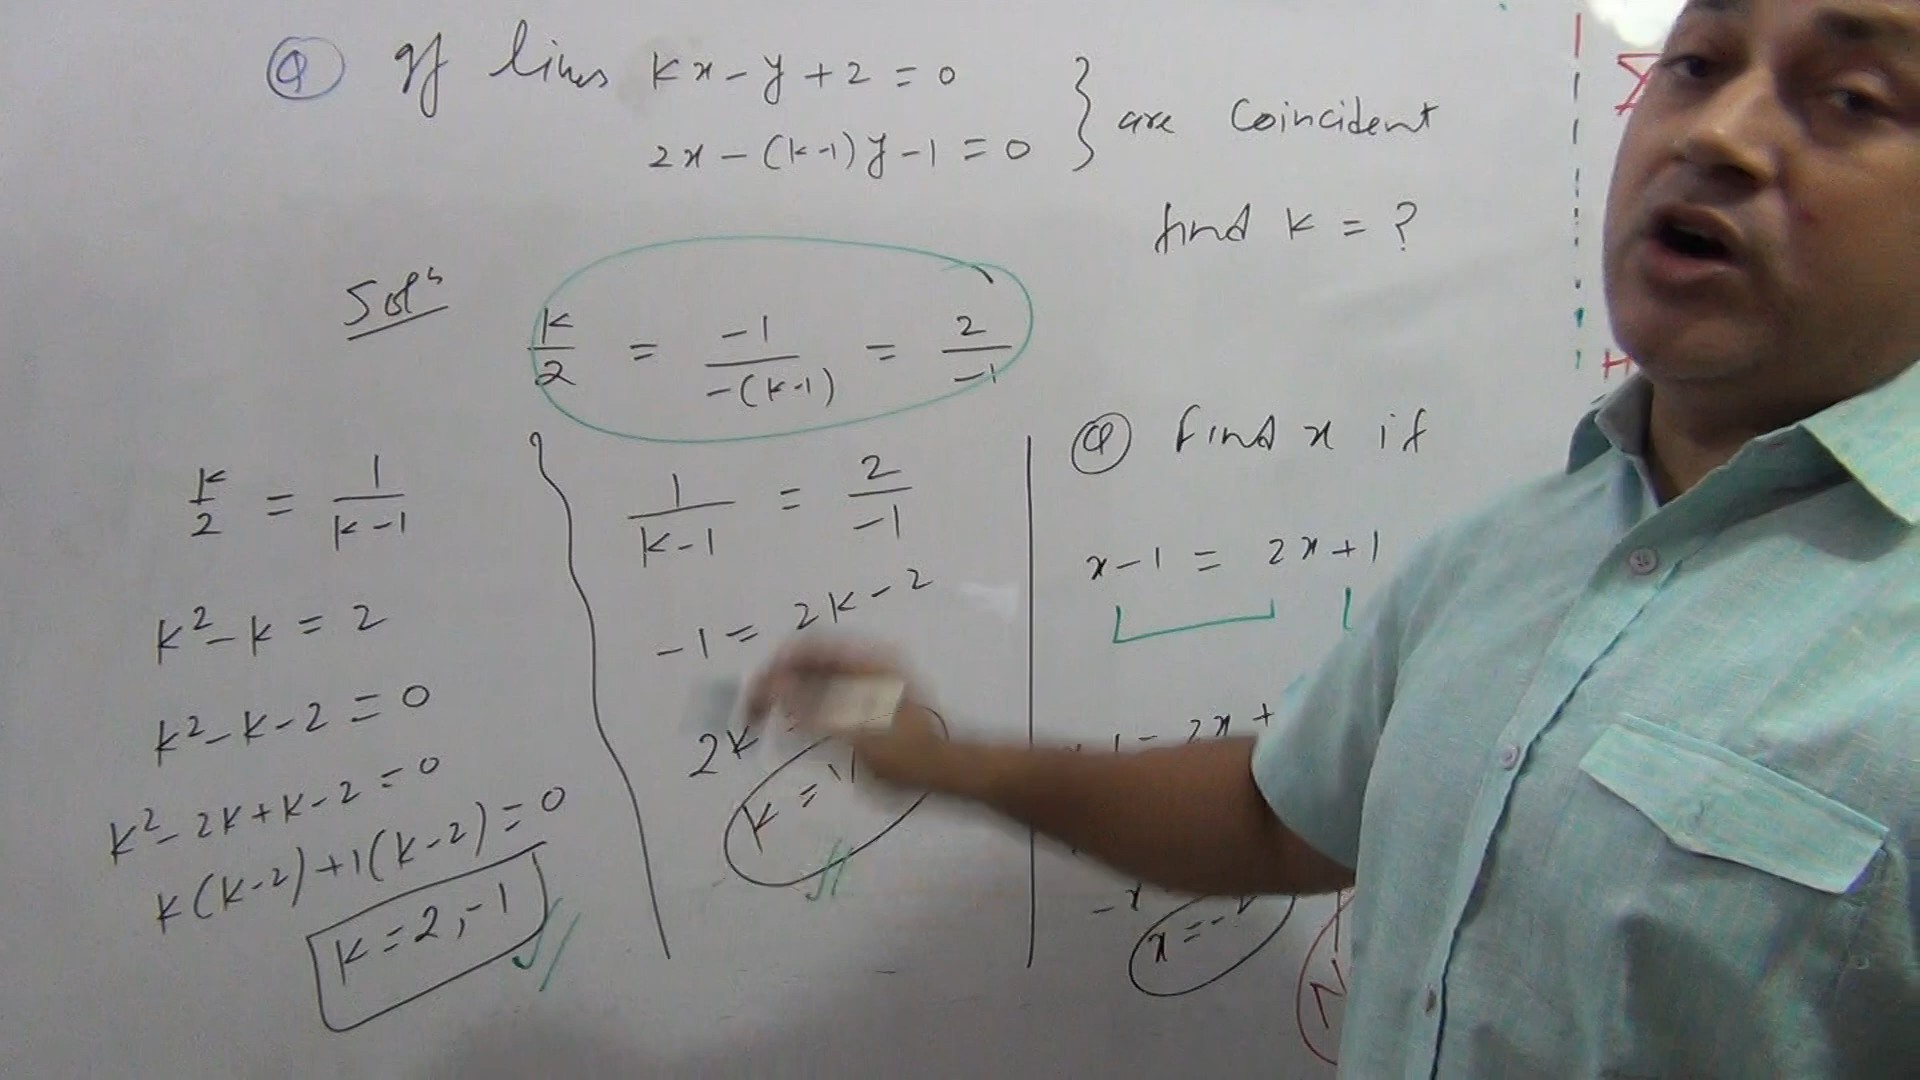 Q If lines kx - y + 2 = 0
2x - (k-1)y - 1 = 0
} are coincident
find k = ?
Solⁿ
k/2 = -1/-(k-1) = 2/-1
k/2 = 1/k-1
k² - k = 2
k² - k - 2 = 0
k² - 2k + k - 2 = 0
k(k-2) + 1(k-2) = 0
k = 2, -1
1/k-1 = 2/-1
-1 = 2k - 2
2k =
k =
Q Find x if
x - 1 = 2x + 1
2x +
-x
x = -